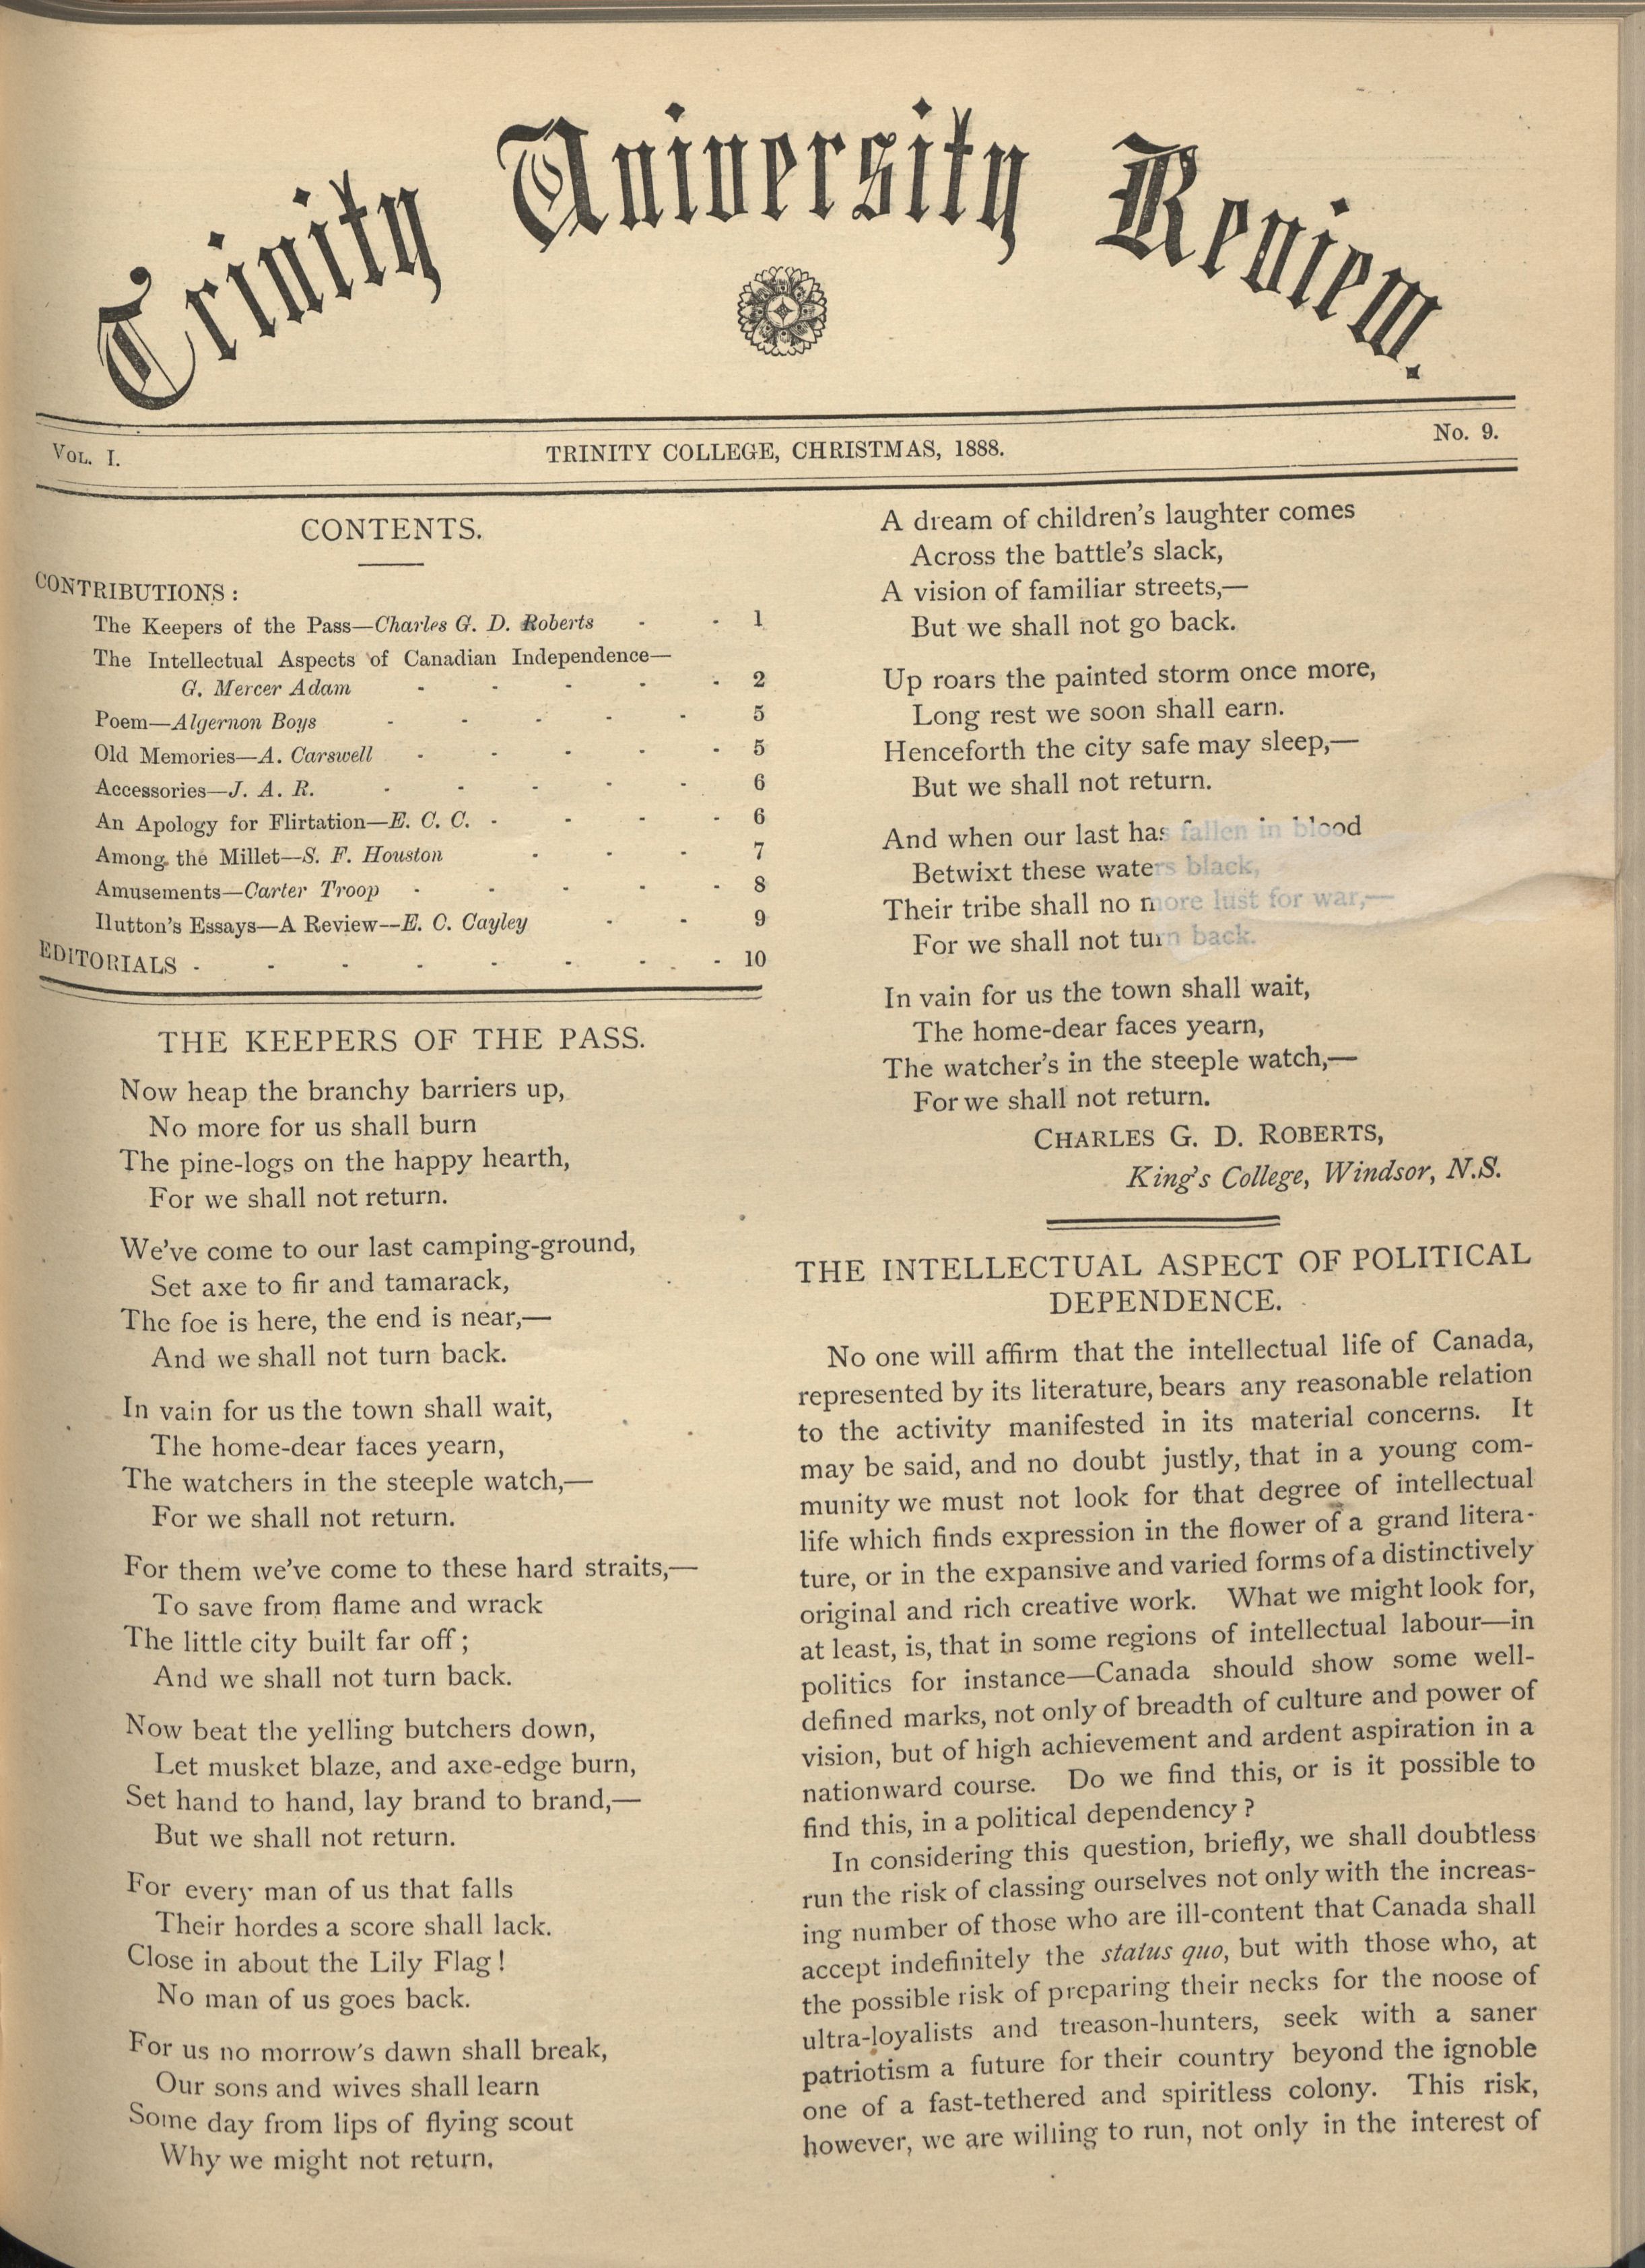 Trinity University Review.
VOL. I.
TRINITY COLLEGE, CHRISTMAS, 1888.
No. 9.
CONTENTS.
CONTRIBUTIONS :
The Keepers of the Pass—Charles G. D. Roberts - - 1
The Intellectual Aspects of Canadian Independence—
G. Mercer Adam - - - - - 2
Poem—Algernon Boys - - - - - 5
Old Memories—A. Carswell - - - - - 5
Accessories—J. A. R. - - - - - 6
An Apology for Flirtation—E. C. C. - - - - 6
Among the Millet—S. F. Houston - - - 7
Amusements—Carter Troop - - - - - 8
Hutton's Essays—A Review—E. C. Cayley - - 9
EDITORIALS - - - - - - - - 10
THE KEEPERS OF THE PASS.
Now heap the branchy barriers up,
No more for us shall burn
The pine-logs on the happy hearth,
For we shall not return.
We've come to our last camping-ground,
Set axe to fir and tamarack,
The foe is here, the end is near,—
And we shall not turn back.
In vain for us the town shall wait,
The home-dear faces yearn,
The watchers in the steeple watch,—
For we shall not return.
For them we've come to these hard straits,—
To save from flame and wrack
The little city built far off ;
And we shall not turn back.
Now beat the yelling butchers down,
Let musket blaze, and axe-edge burn,
Set hand to hand, lay brand to brand,—
But we shall not return.
For every man of us that falls
Their hordes a score shall lack.
Close in about the Lily Flag !
No man of us goes back.
For us no morrow's dawn shall break,
Our sons and wives shall learn
Some day from lips of flying scout
Why we might not return.
A dream of children's laughter comes
Across the battle's slack,
A vision of familiar streets,—
But we shall not go back.
Up roars the painted storm once more,
Long rest we soon shall earn.
Henceforth the city safe may sleep,—
But we shall not return.
And when our last has fallen in blood
Betwixt these waters black,
Their tribe shall no more lust for war,—
For we shall not turn back.
In vain for us the town shall wait,
The home-dear faces yearn,
The watcher's in the steeple watch,—
For we shall not return.
CHARLES G. D. ROBERTS,
King's College, Windsor, N.S.
THE INTELLECTUAL ASPECT OF POLITICAL
DEPENDENCE.
No one will affirm that the intellectual life of Canada,
represented by its literature, bears any reasonable relation
to the activity manifested in its material concerns. It
may be said, and no doubt justly, that in a young com-
munity we must not look for that degree of intellectual
life which finds expression in the flower of a grand litera-
ture, or in the expansive and varied forms of a distinctively
original and rich creative work. What we might look for,
at least, is, that in some regions of intellectual labour—in
politics for instance—Canada should show some well-
defined marks, not only of breadth of culture and power of
vision, but of high achievement and ardent aspiration in a
nationward course. Do we find this, or is it possible to
find this, in a political dependency ?
In considering this question, briefly, we shall doubtless
run the risk of classing ourselves not only with the increas-
ing number of those who are ill-content that Canada shall
accept indefinitely the status quo, but with those who, at
the possible risk of preparing their necks for the noose of
ultra-loyalists and treason-hunters, seek with a saner
patriotism a future for their country beyond the ignoble
one of a fast-tethered and spiritless colony. This risk,
however, we are willing to run, not only in the interest of